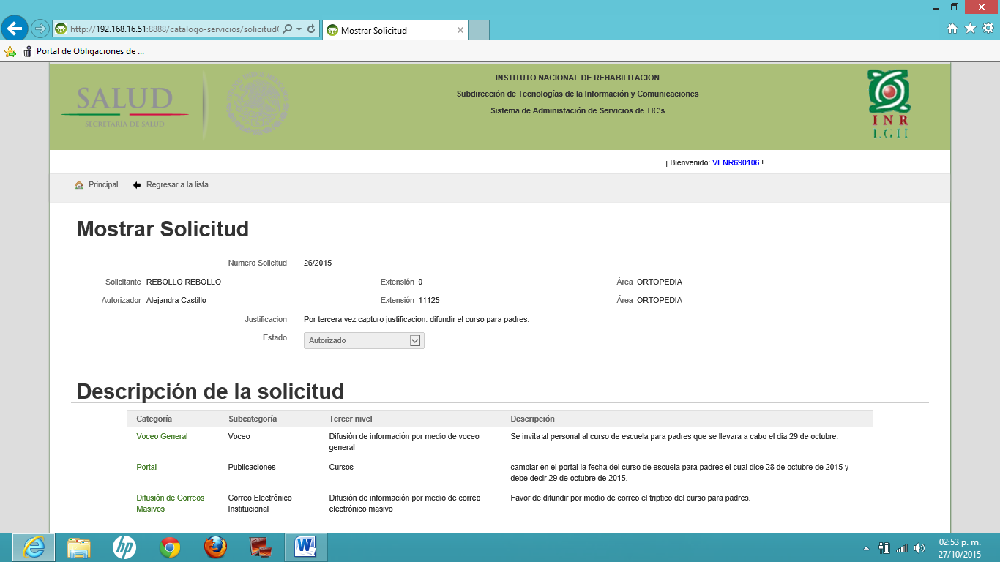 http://192.168.16.51:8888/catalogo-servicios/solicitud
Mostrar Solicitud
Portal de Obligaciones de ...
SALUD
SECRETARÍA DE SALUD
INSTITUTO NACIONAL DE REHABILITACION
Subdirección de Tecnologías de la Información y Comunicaciones
Sistema de Administación de Servicios de TIC's
INR
LGII
¡ Bienvenido: VENR690106 !
Principal
Regresar a la lista
Mostrar Solicitud
Numero Solicitud 26/2015
Solicitante REBOLLO REBOLLO Extensión 0 Área ORTOPEDIA
Autorizador Alejandra Castillo Extensión 11125 Área ORTOPEDIA
Justificacion Por tercera vez capturo justificacion. difundir el curso para padres.
Estado Autorizado
Descripción de la solicitud
Categoría Subcategoría Tercer nivel Descripción
Voceo General Voceo Difusión de información por medio de voceo Se invita al personal al curso de escuela para padres que se llevara a cabo el dia 29 de octubre.
general
Portal Publicaciones Cursos cambiar en el portal la fecha del curso de escuela para padres el cual dice 28 de octubre de 2015 y
debe decir 29 de octubre de 2015.
Difusión de Correos Correo Electrónico Difusión de información por medio de correo Favor de difundir por medio de correo el triptico del curso para padres.
Masivos Institucional electrónico masivo
hp
W
02:53 p. m.
27/10/2015